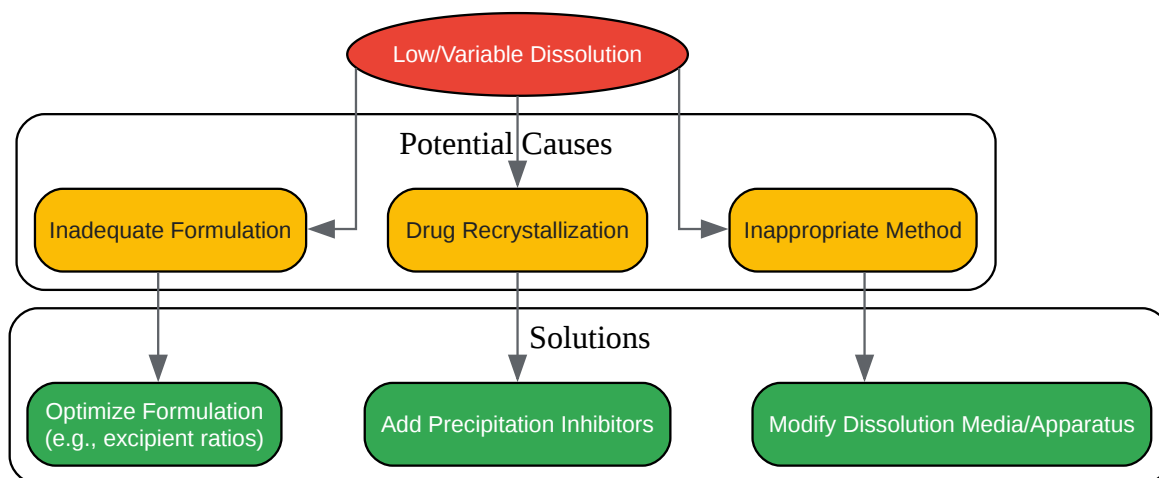 Low/Variable Dissolution
Potential Causes
Inadequate Formulation
Drug Recrystallization
Inappropriate Method
Solutions
Optimize Formulation
(e.g., excipient ratios)
Add Precipitation Inhibitors
Modify Dissolution Media/Apparatus